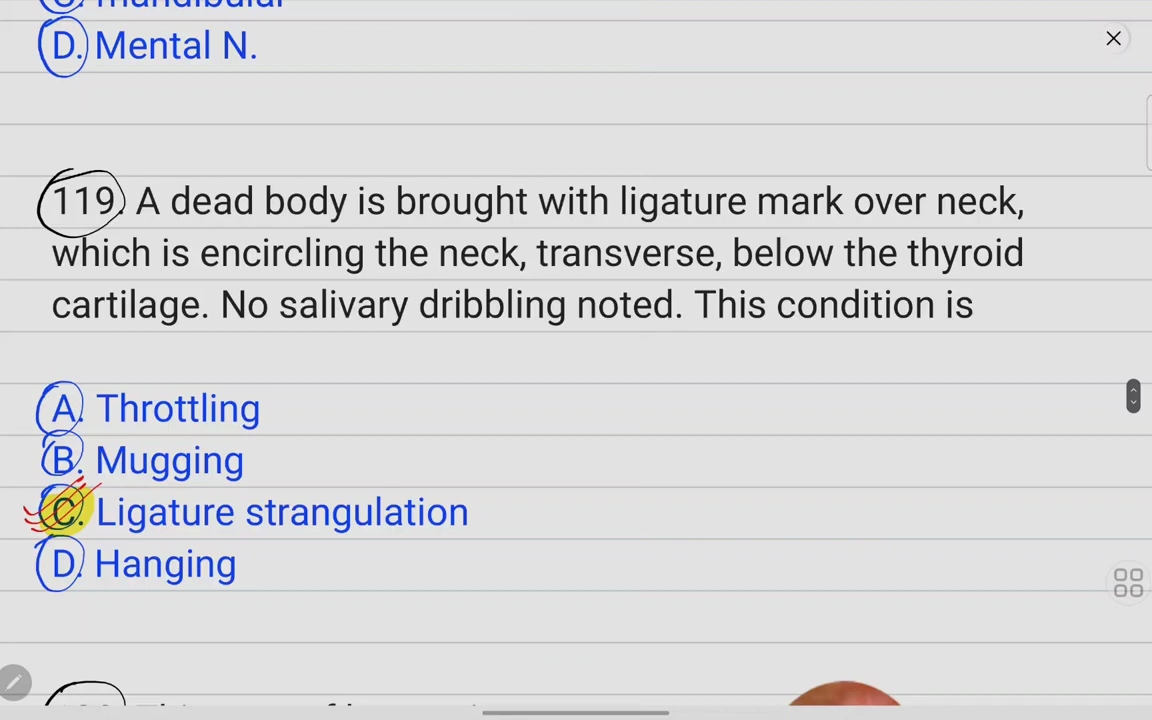 C. mandibular
D. Mental N.
119. A dead body is brought with ligature mark over neck,
which is encircling the neck, transverse, below the thyroid
cartilage. No salivary dribbling noted. This condition is
A. Throttling
B. Mugging
C. Ligature strangulation
D. Hanging